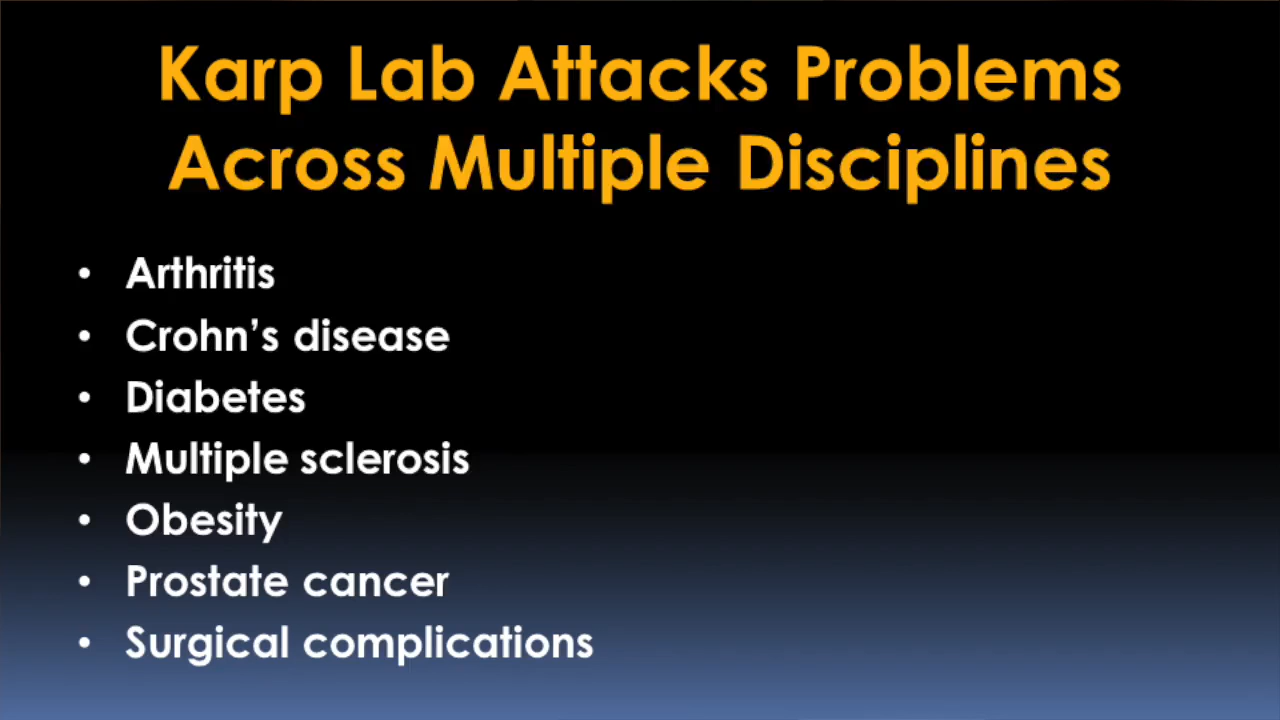 Karp Lab Attacks Problems
Across Multiple Disciplines
• Arthritis
• Crohn’s disease
• Diabetes
• Multiple sclerosis
• Obesity
• Prostate cancer
• Surgical complications